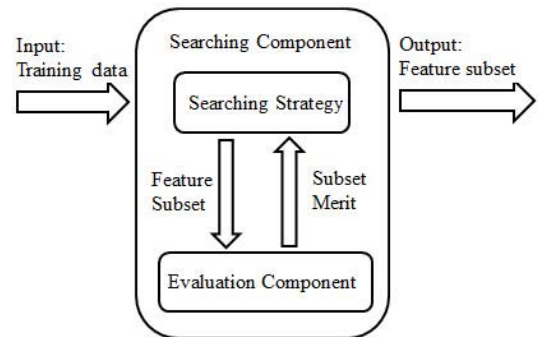 Input:
Training data
Searching Component
Output:
Feature subset
Searching Strategy
Feature
Subset
Subset
Merit
Evaluation Component